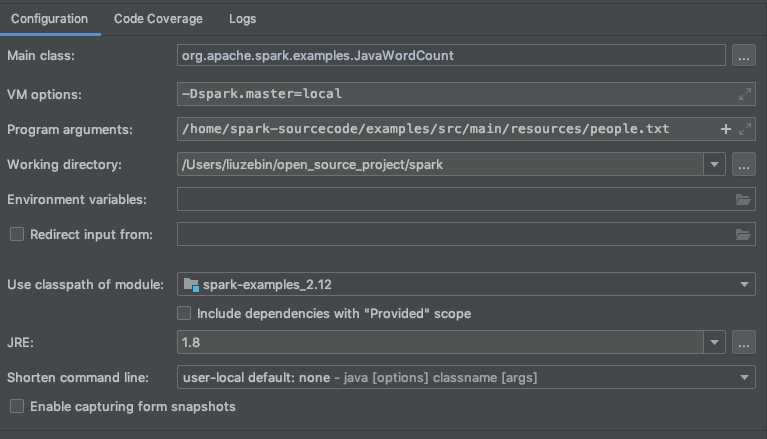 Configuration Code Coverage Logs
Main class: org.apache.spark.examples.JavaWordCount ...
VM options: -Dspark.master=local
Program arguments: /home/spark-sourcecode/examples/src/main/resources/people.txt +
Working directory: /Users/liuzebin/open_source_project/spark ...
Environment variables:
Redirect input from:
Use classpath of module: spark-examples_2.12
Include dependencies with "Provided" scope
JRE: 1.8 ...
Shorten command line: user-local default: none - java [options] classname [args]
Enable capturing form snapshots